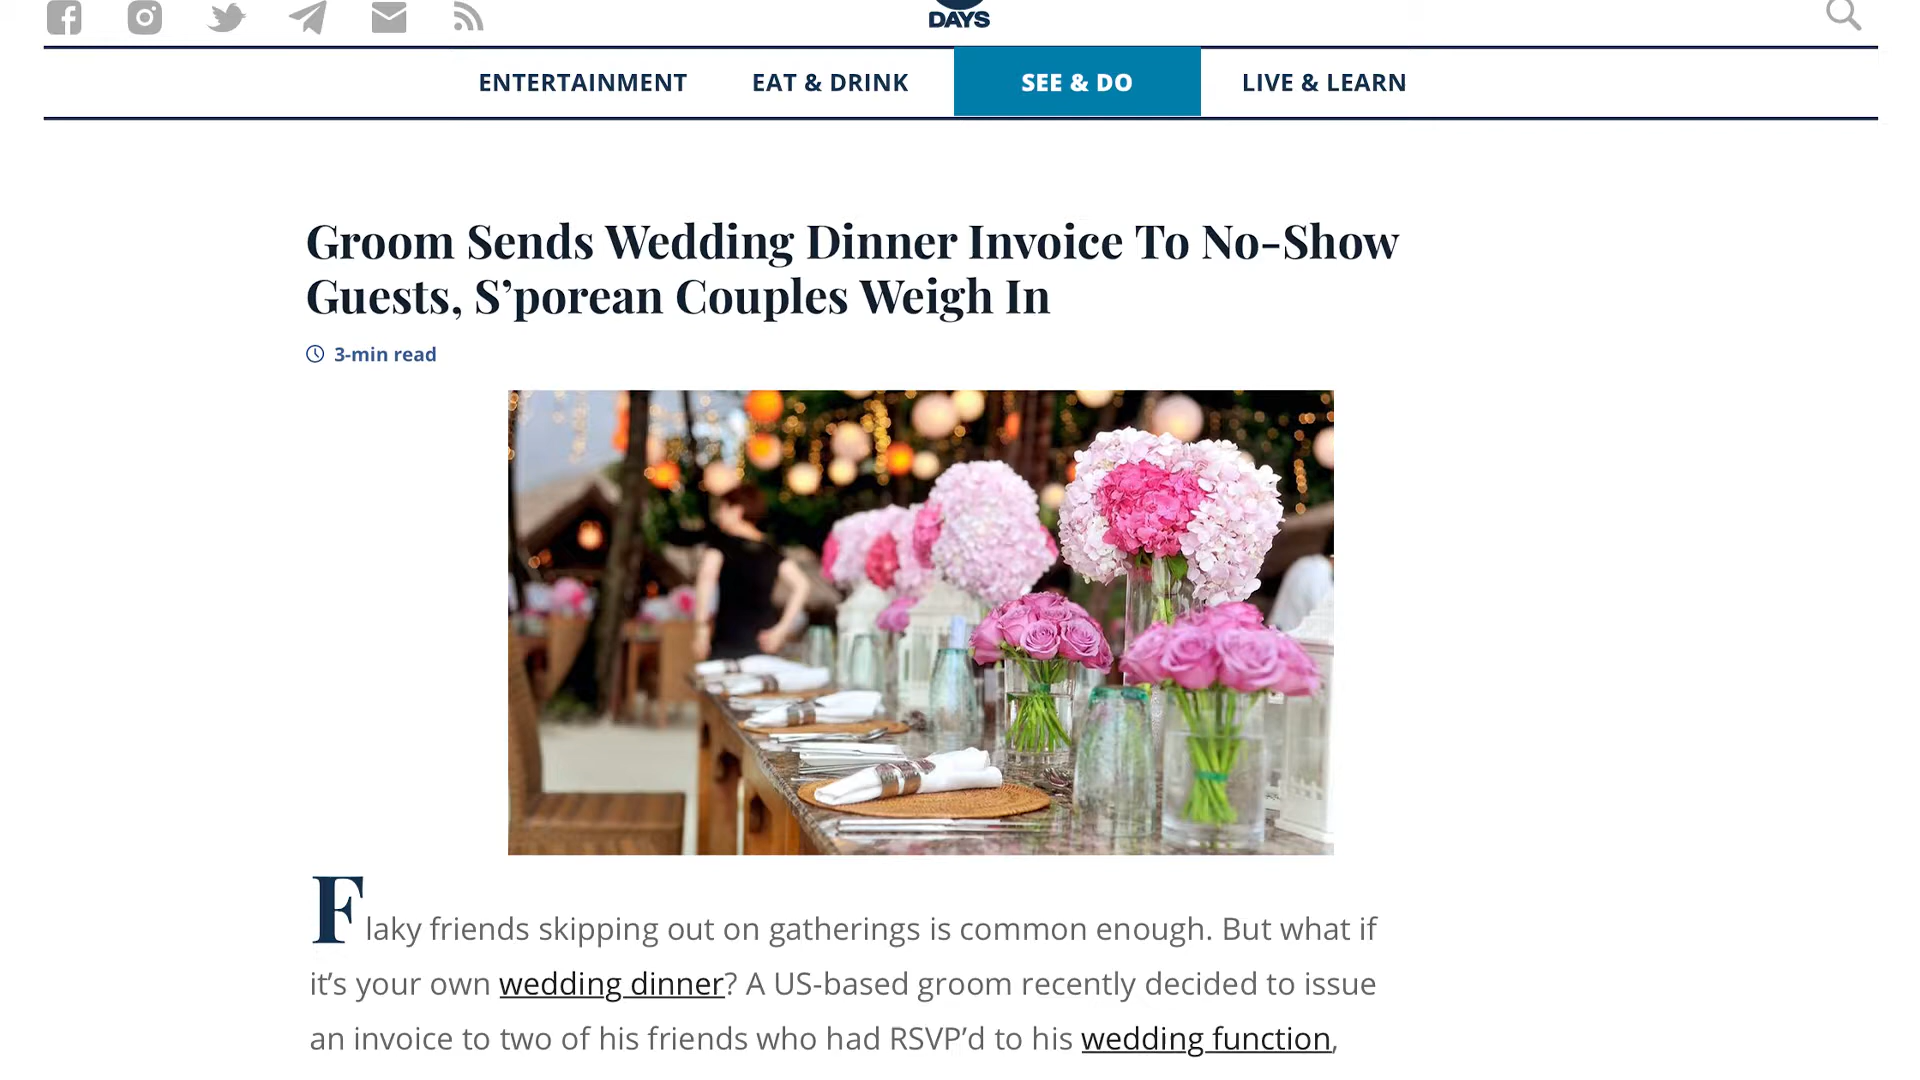 DAYS
ENTERTAINMENT
EAT & DRINK
SEE & DO
LIVE & LEARN
Groom Sends Wedding Dinner Invoice To No-Show
Guests, S’porean Couples Weigh In
3-min read
Flaky friends skipping out on gatherings is common enough. But what if
it’s your own wedding dinner? A US-based groom recently decided to issue
an invoice to two of his friends who had RSVP’d to his wedding function,